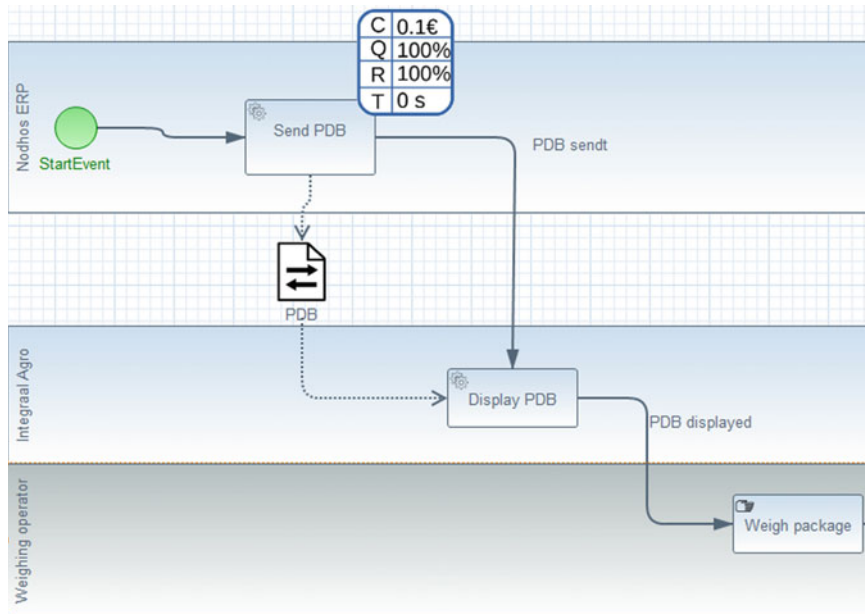 C 0.1€
Q 100%
R 100%
T 0 s
Nodhos ERP
StartEvent
Send PDB
PDB sendt
PDB
Integraal Agro
Display PDB
PDB displayed
Weighing operator
Weigh package